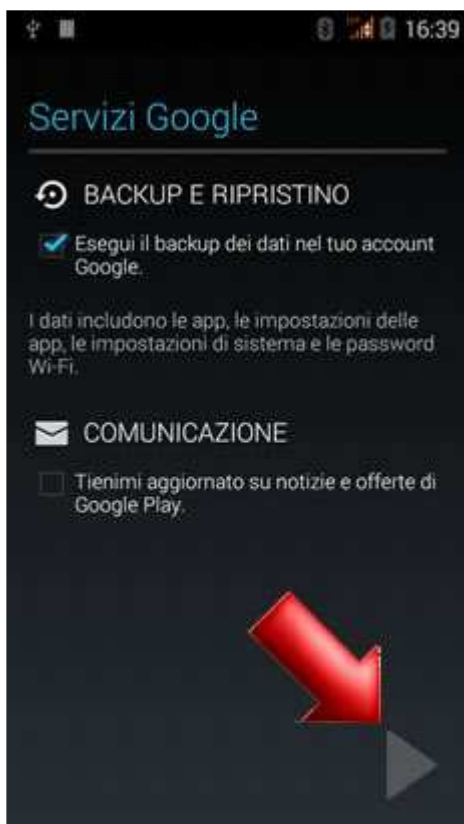 16:39
Servizi Google
BACKUP E RIPRISTINO
Esegui il backup dei dati nel tuo account
Google.
I dati includono le app, le impostazioni delle
app, le impostazioni di sistema e le password
Wi-Fi.
COMUNICAZIONE
Tienimi aggiornato su notizie e offerte di
Google Play.